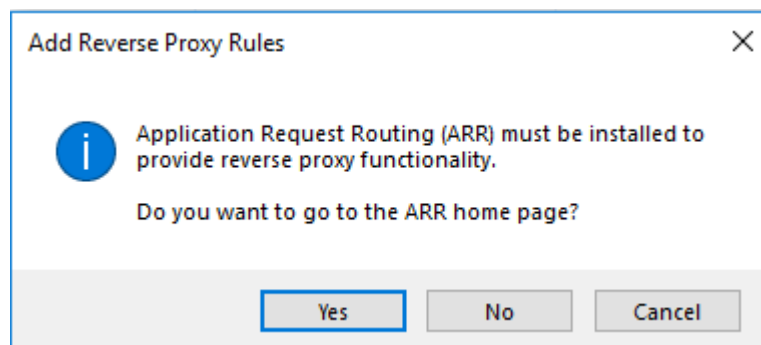 Add Reverse Proxy Rules
Application Request Routing (ARR) must be installed to
provide reverse proxy functionality.
Do you want to go to the ARR home page?
Yes
No
Cancel